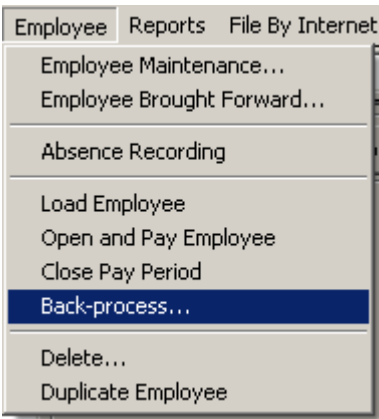 Employee Reports File By Internet
Employee Maintenance...
Employee Brought Forward...
Absence Recording
Load Employee
Open and Pay Employee
Close Pay Period
Back-process...
Delete...
Duplicate Employee